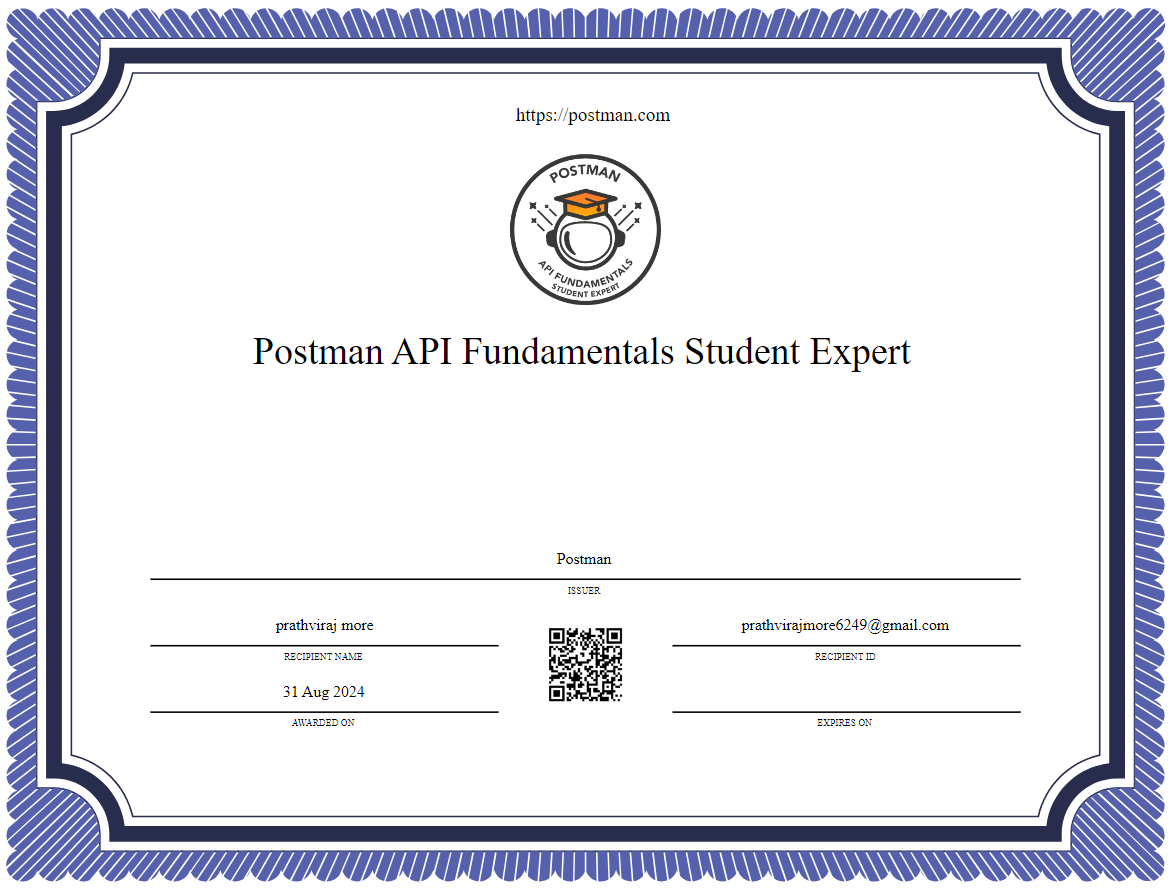 https://postman.com
POSTMAN
API FUNDAMENTALS
STUDENT EXPERT
Postman API Fundamentals Student Expert
Postman
ISSUER
prathviraj more
RECIPIENT NAME
prathvirajmore6249@gmail.com
RECIPIENT ID
31 Aug 2024
AWARDED ON
EXPIRES ON